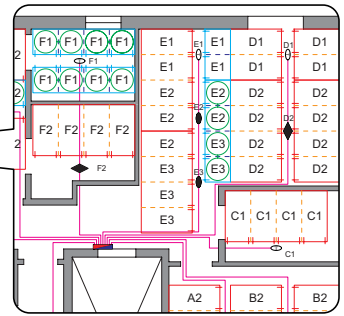 F1 F1 F1 F1 E1 E1 E1 D1 D1 D1
2 F1 E1 E1 D1 D1
F1 F1 F1 F1 E2 E2 D2 D2
E2 E2 E2 D2 D2
F2 F2 F2 F2 E2 E3 D2 D2 D2
2 E2 E3 D2 D2
F2 E3 E3
E3 C1 C1 C1 C1
E3
C1
A2 B2 B2